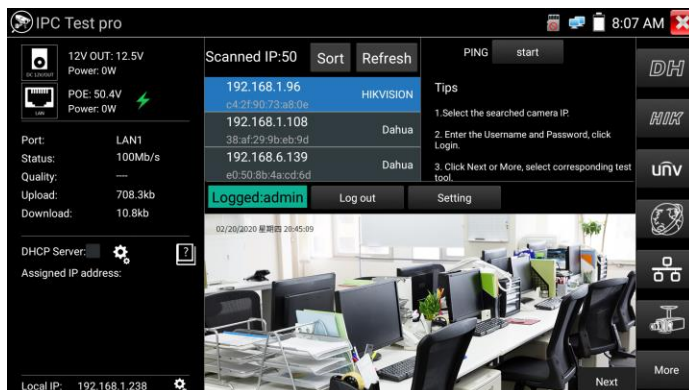 IPC Test pro
8:07 AM
12V OUT: 12.5V
Power: 0W
DC 12V/OUT
POE: 50.4V
Power: 0W
LAN
Port: LAN1
Status: 100Mb/s
Quality: ----
Upload: 708.3kb
Download: 10.8kb
DHCP Server:
?
Assigned IP address:
Local IP: 192.168.1.238
Scanned IP:50
Sort
Refresh
192.168.1.96
c4:2f:90:73:a8:0e
HIKVISION
192.168.1.108
38:af:29:9b:eb:9d
Dahua
192.168.6.139
e0:50:8b:4a:cd:6d
Dahua
PING
start
Tips
1.Select the searched camera IP.
2. Enter the Username and Password, click
Login.
3. Click Next or More, select corresponding test
tool.
Logged:admin
Log out
Setting
02/20/2020 星期四 20:45:09
Next
DH
HIK
UNV
More